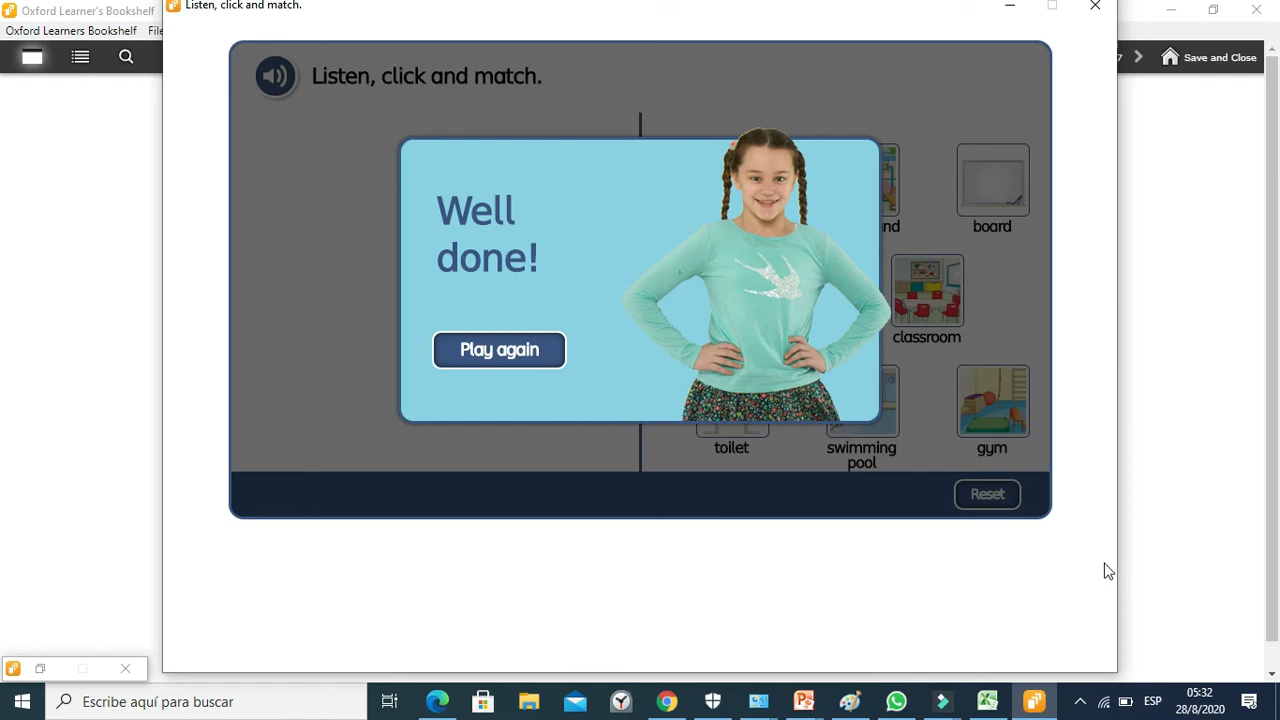 Oxford Learner's Bookshelf
Listen, click and match.
Oxford Learners Bookshelf File
7
Save and Close
Listen, click and match.
Well
done!
Play again
nd
board
classroom
toilet
swimming
pool
gym
Reset
Escribe aquí para buscar
ESP
05:32
28/8/2020